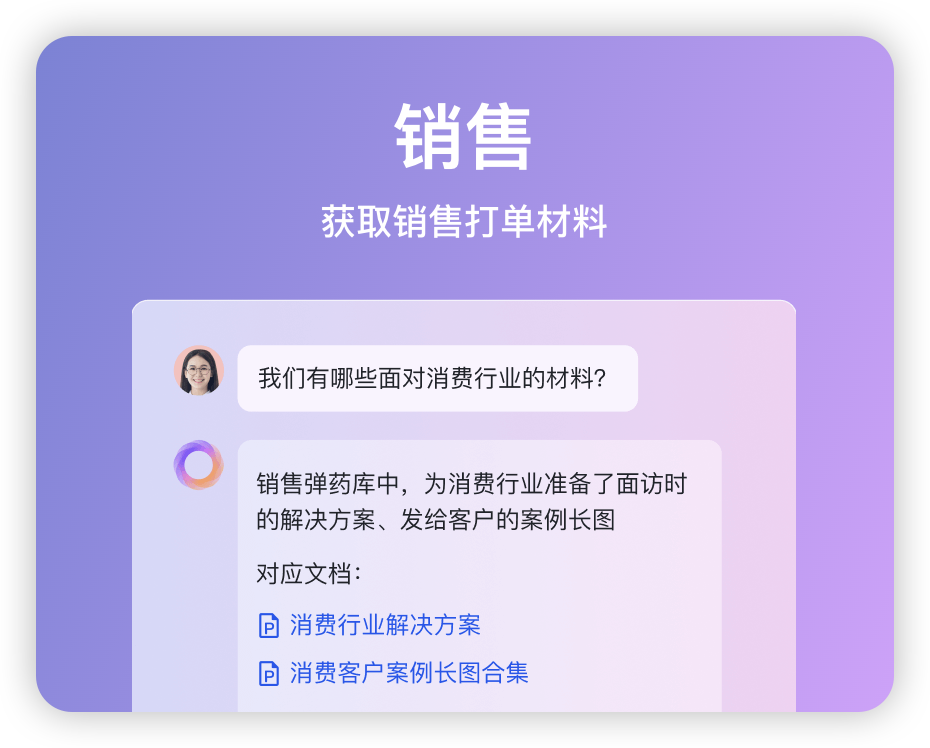 销售
获取销售打单材料
我们有哪些面对消费行业的材料？
销售弹药库中，为消费行业准备了面访时
的解决方案、发给客户的案例长图
对应文档：
消费行业解决方案
消费客户案例长图合集